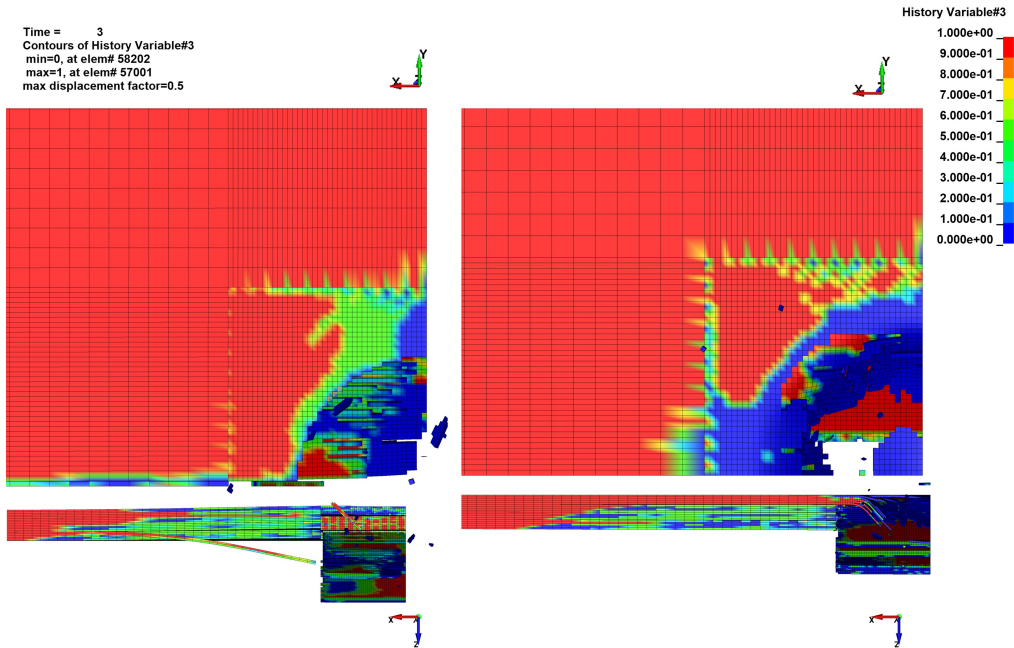 Time =          3
Contours of History Variable#3
min=0, at elem# 58202
max=1, at elem# 57001
max displacement factor=0.5
History Variable#3
1.000e+00
9.000e-01
8.000e-01
7.000e-01
6.000e-01
5.000e-01
4.000e-01
3.000e-01
2.000e-01
1.000e-01
0.000e+00
Y
X
Y
X
X
Z
X
Z